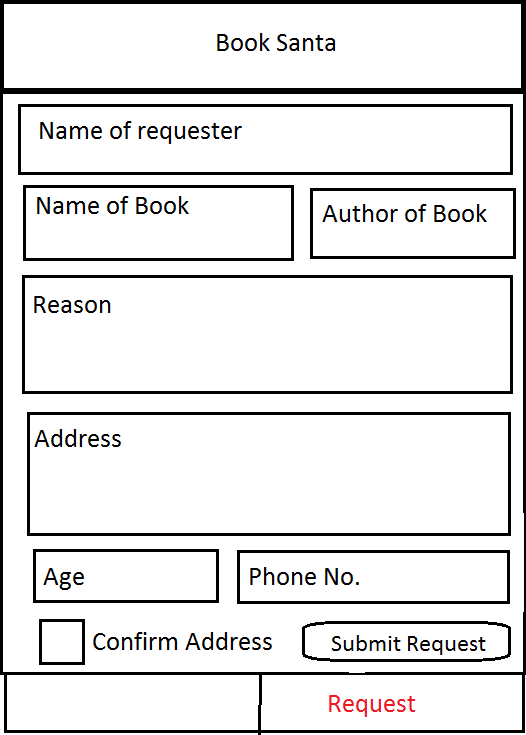 Book Santa
Name of requester
Name of Book
Author of Book
Reason
Address
Age
Phone No.
Confirm Address
Submit Request
Request